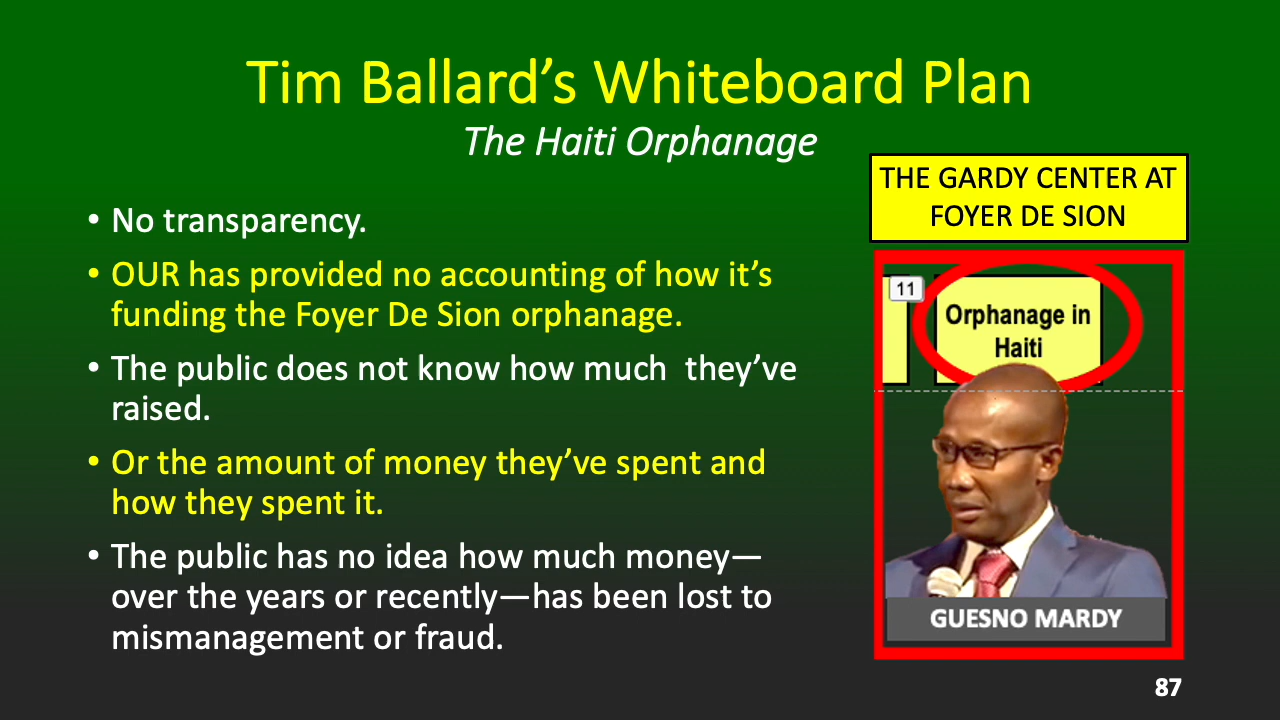 Tim Ballard’s Whiteboard Plan
The Haiti Orphanage
• No transparency.
• OUR has provided no accounting of how it’s
funding the Foyer De Sion orphanage.
• The public does not know how much  they’ve
raised.
• Or the amount of money they’ve spent and
how they spent it.
• The public has no idea how much money—
over the years or recently—has been lost to
mismanagement or fraud.
THE GARDY CENTER AT
FOYER DE SION
11
Orphanage in
Haiti
GUESNO MARDY
87